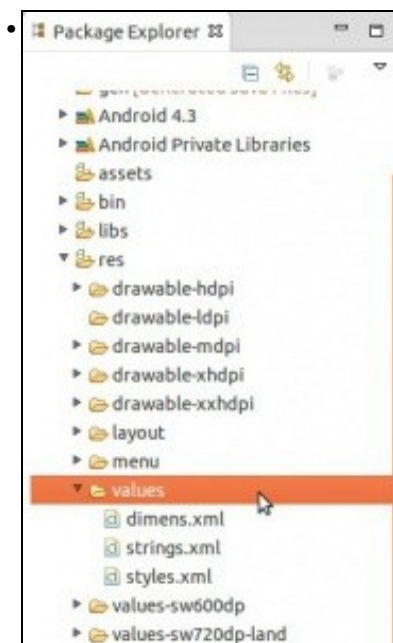 Package Explorer
Android 4.3
Android Private Libraries
assets
bin
libs
res
drawable-hdpi
drawable-ldpi
drawable-mdpi
drawable-xhdpi
drawable-xxhdpi
layout
menu
values
dimens.xml
strings.xml
styles.xml
values-sw600dp
values-sw720dp-land